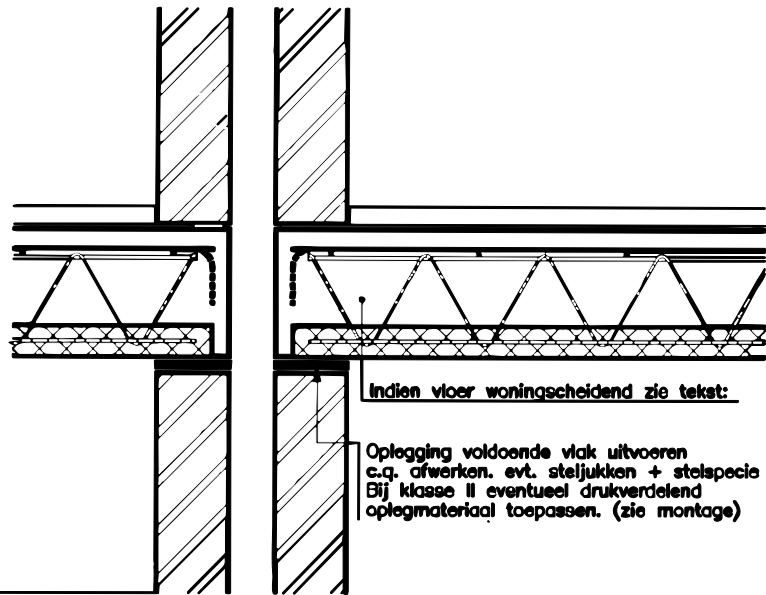 Indien vloer woningscheidend zie tekst:
Oplegging voldoende vlak uitvoeren
c.q. afwerken. evt. steljukken + stelspecie
Bij klasse II eventueel drukverdelend
oplegmateriaal toepassen. (zie montage)